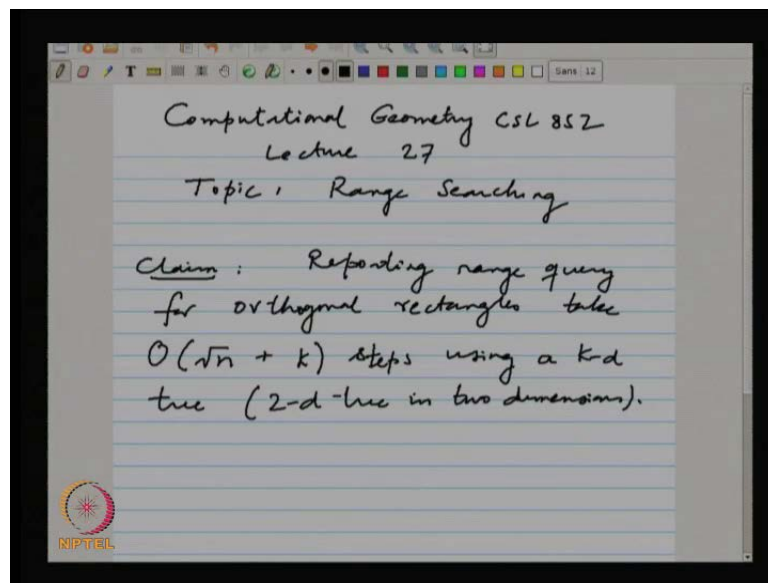 Sans 12
Computational Geometry CSL 852
Lecture 27
Topic: Range Searching
Claim: Reporting range query
for orthogonal rectangles take
O(√n + k) steps using a k-d
tree (2-d-tree in two dimensions).
NPTEL